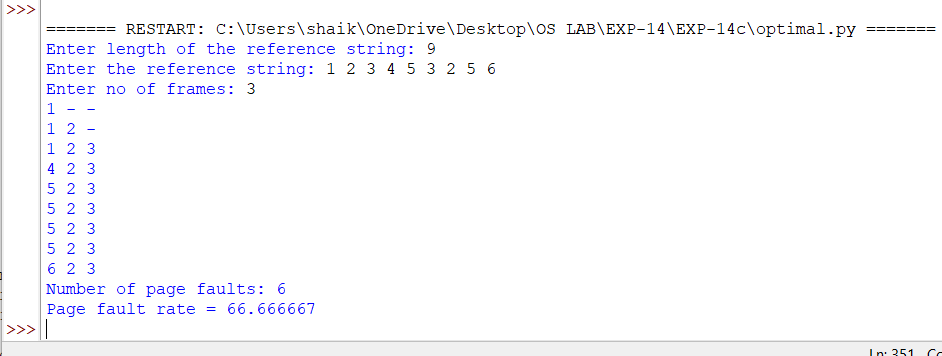 >>>
======= RESTART: C:\Users\shaik\OneDrive\Desktop\OS LAB\EXP-14\EXP-14c\optimal.py =======
Enter length of the reference string: 9
Enter the reference string: 1 2 3 4 5 3 2 5 6
Enter no of frames: 3
1 - -
1 2 -
1 2 3
4 2 3
5 2 3
5 2 3
5 2 3
5 2 3
6 2 3
Number of page faults: 6
Page fault rate = 66.666667
>>>
Ln: 351